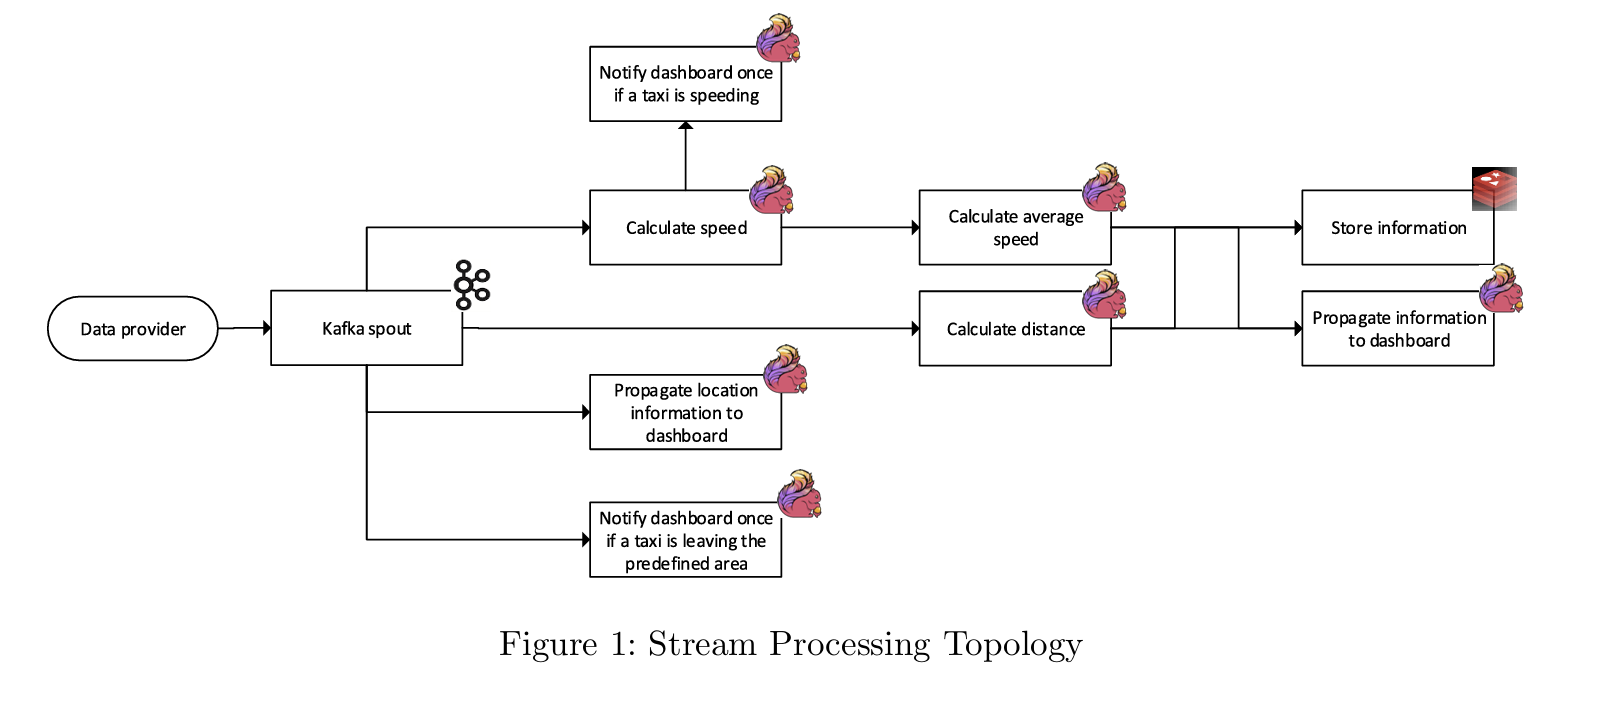 Notify dashboard once
if a taxi is speeding
Calculate speed
Calculate average
speed
Store information
Data provider
Kafka spout
Calculate distance
Propagate information
to dashboard
Propagate location
information to
dashboard
Notify dashboard once
if a taxi is leaving the
predefined area
Figure 1: Stream Processing Topology